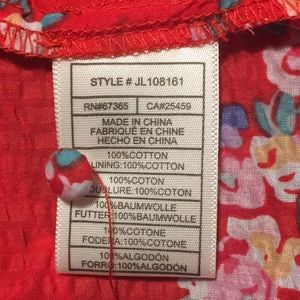 STYLE # JL108161
RN#67365 CA#25459
MADE IN CHINA
FABRIQUÉ EN CHINE
HECHO EN CHINA
100%COTTON
LINING:100%COTTON
100%COTON
DOUBLURE:100%COTON
100%BAUMWOLLE
FUTTER:100%BAUMWOLLE
100%COTONE
FODERA:100%COTONE
100%ALGODÓN
FORRO:100%ALGODÓN